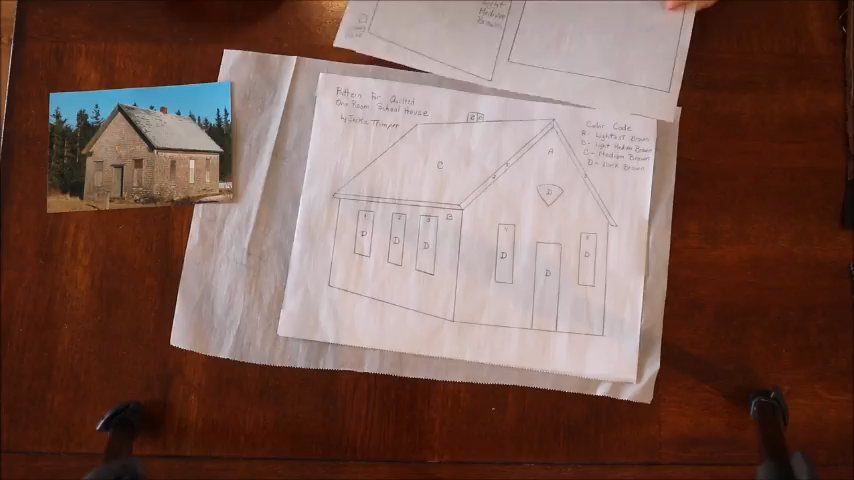 Light
Medium
Brown
Pattern For Quilted
One Room School House
by
Color Code
A - Lightest Brown
B - Light Medium Brown
C - Medium Brown
D - Dark Brown
A
C
D
B
D
D
D
D
D
D